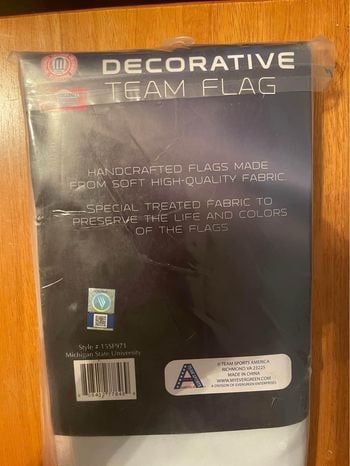 DECORATIVE
TEAM FLAG
HANDCRAFTED FLAGS MADE
FROM SOFT HIGH-QUALITY FABRIC
SPECIAL TREATED FABRIC TO
PRESERVE THE LIFE AND COLORS
OF THE FLAGS
Style # 15SF971
Michigan State University
© TEAM SPORTS AMERICA
RICHMOND VA 23225
MADE IN CHINA
WWW.MYEVERGREEN.COM
A DIVISION OF EVERGREEN ENTERPRISES